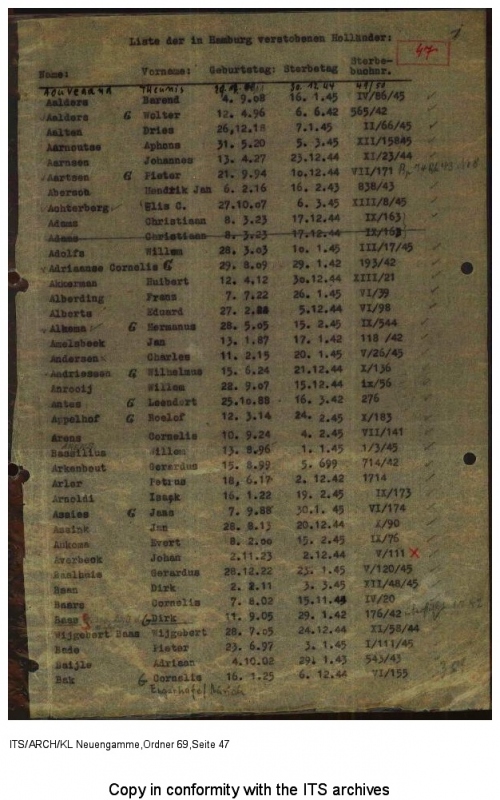 Liste der in Hamburg verstorbenen Holländer:
47
Name: Vorname: Geburtstag: Sterbetag Sterbe-
buchnr.
Aalders Barend 4. 9.08 16. 1.45 IV/86/45
Aalders G Wolter 12. 4.96 6. 6.42 565/42
Aalten Dries 26.12.18 7.1.45 II/66/45
Aarnoutse Aphons 31. 5.20 5. 3.45 XII/15845
Aarnsen Johannes 13. 4.27 23.12.44 XI/23/44
Aartsen G Pieter 21. 9.94 10.12.44 VII/171
Abersch Hendrik Jan 6. 2.16 16. 2.43 838/43
Achterberg Elis C. 27.10.07 6. 3.45 XIII/8/45
Adams Christiaan 8. 3.23 17.12.44 IX/163
Adams Christiaan 8. 3.23 17.12.44 IX/163
Adolfs Willem 28. 3.03 10. 1.45 III/17/45
Adriaanse Cornelis G 29. 8.09 29. 1.42 193/42
Akkerman Huibert 12. 4.12 30.12.44 XIII/21
Alberding Frans 7. 7.22 26. 1.45 VI/39
Alberts Eduard 27. 5.12.44 VI/98
Alkema G Hermanus 28. 5.05 15. 2.45 IX/544
Amelsbeek Jan 13. 1.87 17. 1.42 118 /42
Andersen Charles 11. 2.15 20. 1.45 V/26/45
Andriessen G Wilhelmus 15. 6.24 21.12.44 X/136
Anrooij Willem 28. 9.07 15.12.44 ix/56
Antes G Leendert 25.10.88 16. 3.42 276
Appelhof G Roelof 12. 3.14 24. 2.45 X/183
Arens Cornelis 10. 9.24 4. 2.45 VII/141
Bassilius Willem 13. 8.96 1. 1.45 1/3/45
Arkenbout Gerardus 15. 8.99 5. 699 714/42
Arler Petrus 18, 6.17 2. 12.42 1714
Arnoldi Isaak 16. 1.22 19. 2.45 IX/173
Assies G Jaas 7. 9.88 30.1. 45 VI/174
Assink Jan 28. 8.13 20.12.44 X/90
Aukema Evert 8. 2.00 15. 2.45 IX/76
Averbeck Johan 2.11.23 2.12.44 V/111 X
Baalhuis Gerardus 28.12.22 23. 1.45 V/120/45
Baan Dirk 2. 2.11 3. 3.45 XII/48/45
Baars Cornelis 7. 8.02 15.11.44 IV/20
Baas G Dirk 11. 9.05 29. 1.42 176/42
Wijgobert Baas Wijgobert 28. 7.05 24.12.44 XI/58/44
Bade Pieter 23. 6.97 3. 1.45 I/111/45
Baijle Adriaan 4.10.02 29. 1.43 543/43
Bak G Cornelis 16. 1.25 6. 12.44 VI/155
ITS/ARCH/KL Neuengamme,Ordner 69,Seite 47
Copy in conformity with the ITS archives